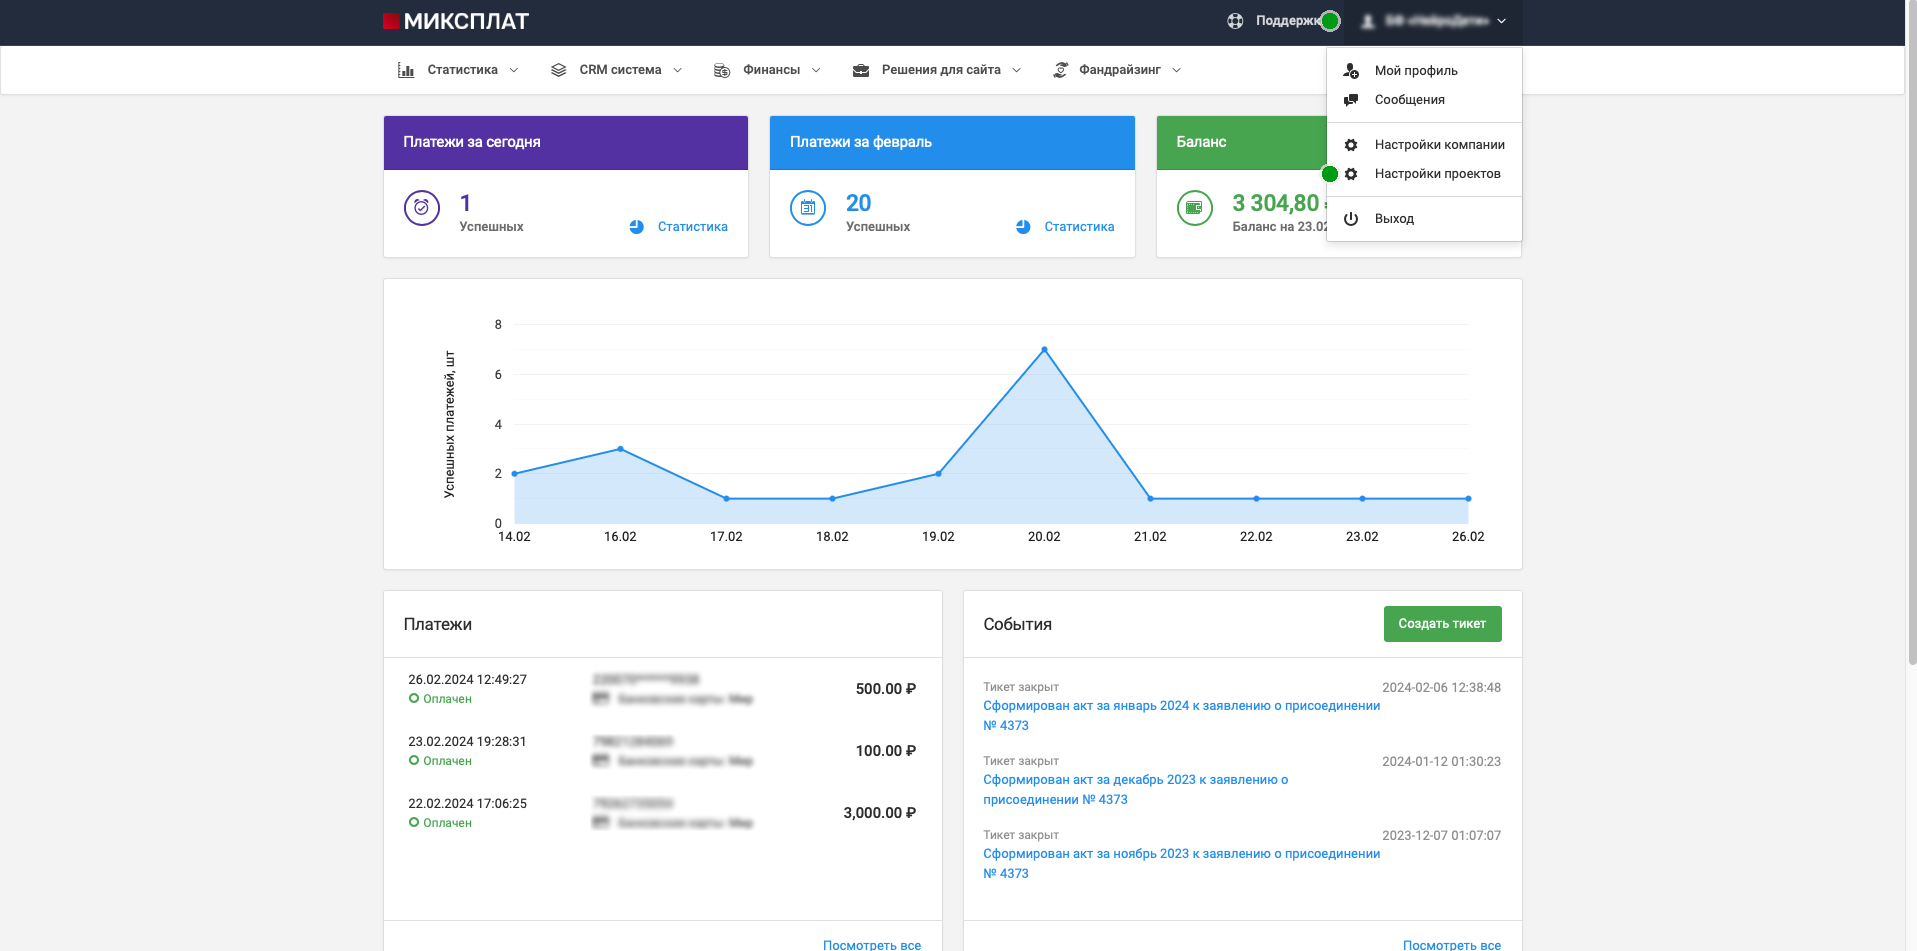 МИКСПЛАТ
Поддержк
Статистика
CRM система
Финансы
Решения для сайта
Фандрайзинг
Мой профиль
Сообщения
Настройки компании
Настройки проектов
Выход
Платежи за сегодня
1
Успешных
Статистика
Платежи за февраль
20
Успешных
Статистика
Баланс
3 304,80
Баланс на 23.02
Успешных платежей, шт
8
6
4
2
0
14.02 16.02 17.02 18.02 19.02 20.02 21.02 22.02 23.02 26.02
Платежи
26.02.2024 12:49:27
Оплачен
500.00 ₽
23.02.2024 19:28:31
Оплачен
100.00 ₽
22.02.2024 17:06:25
Оплачен
3,000.00 ₽
Посмотреть все
События
Создать тикет
Тикет закрыт
2024-02-06 12:38:48
Сформирован акт за январь 2024 к заявлению о присоединении
№ 4373
Тикет закрыт
2024-01-12 01:30:23
Сформирован акт за декабрь 2023 к заявлению о
присоединении № 4373
Тикет закрыт
2023-12-07 01:07:07
Сформирован акт за ноябрь 2023 к заявлению о присоединении
№ 4373
Посмотреть все